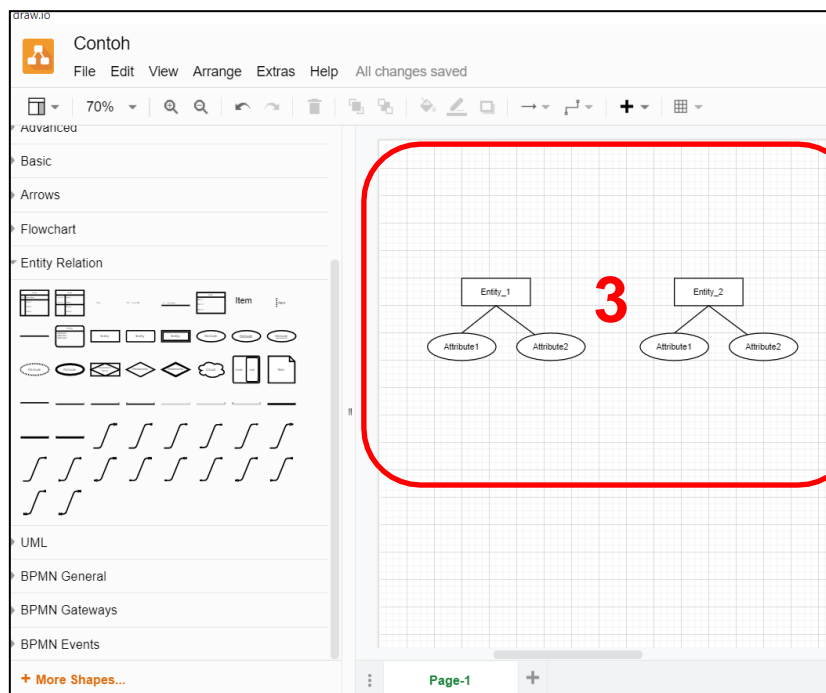 draw.io
Contoh
File Edit View Arrange Extras Help All changes saved
70%
Advanced
Basic
Arrows
Flowchart
Entity Relation
Item
UML
BPMN General
BPMN Gateways
BPMN Events
+ More Shapes...
3
Entity_1
Entity_2
Attribute1
Attribute2
Attribute1
Attribute2
Page-1